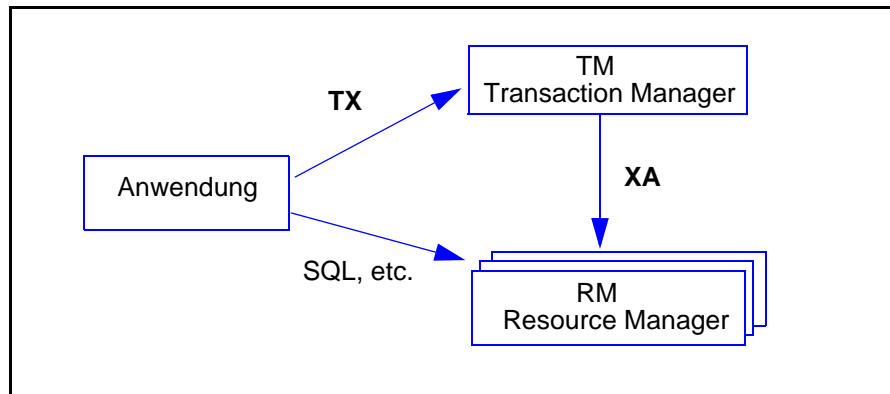 TM
Transaction Manager
TX
Anwendung
XA
SQL, etc.
RM
Resource Manager